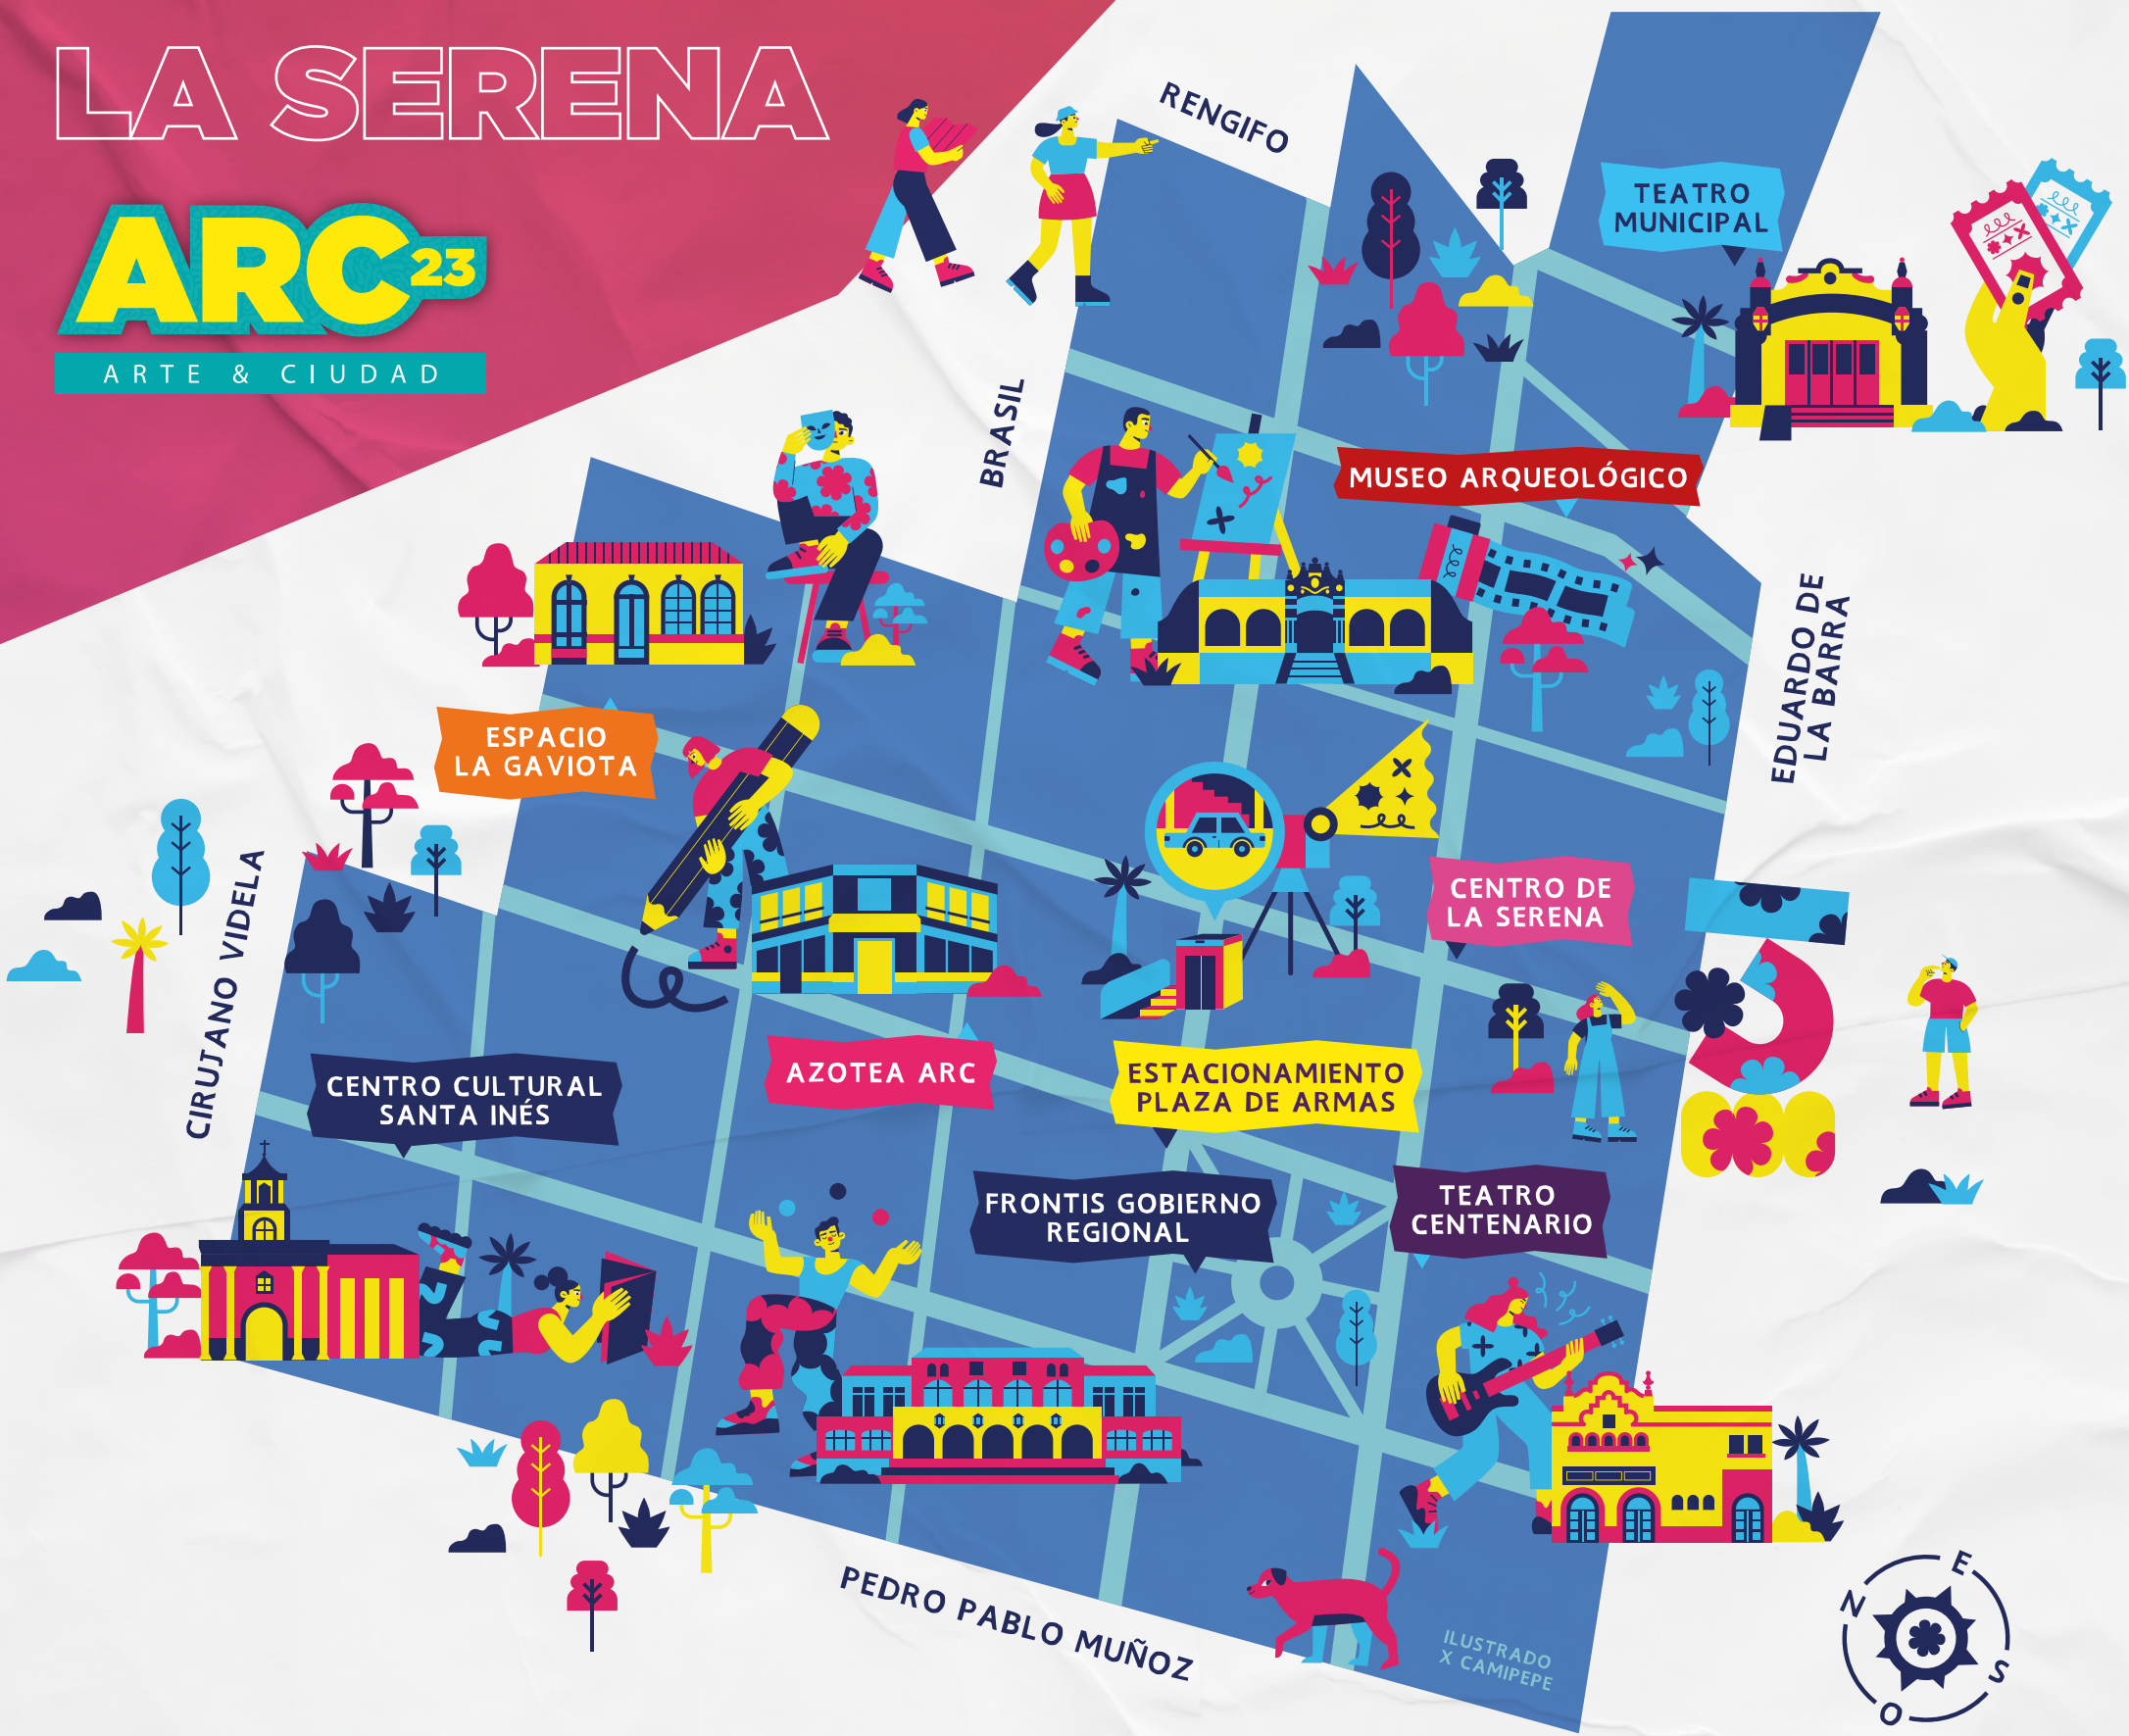 LA SERENA
ARC23
ARTE & CIUDAD
RENGIFO
TEATRO
MUNICIPAL
BRASIL
MUSEO ARQUEOLÓGICO
EDUARDO DE
LA BARRA
ESPACIO
LA GAVIOTA
CIRUJANO VIDELA
CENTRO DE
LA SERENA
CENTRO CULTURAL
SANTA INÉS
AZOTEA ARC
ESTACIONAMIENTO
PLAZA DE ARMAS
FRONTIS GOBIERNO
REGIONAL
TEATRO
CENTENARIO
PEDRO PABLO MUÑOZ
ILUSTRADO
X CAMIPEPE
E
N
S
O